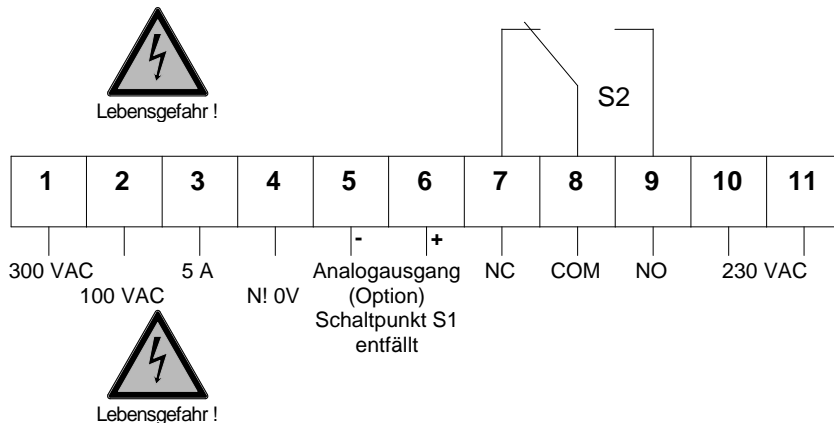 Lebensgefahr !
S2
1 2 3 4 5 6 7 8 9 10 11
- +
300 VAC 5 A Analogausgang NC COM NO 230 VAC
100 VAC N! 0V (Option)
Schaltpunkt S1
entfällt
Lebensgefahr !